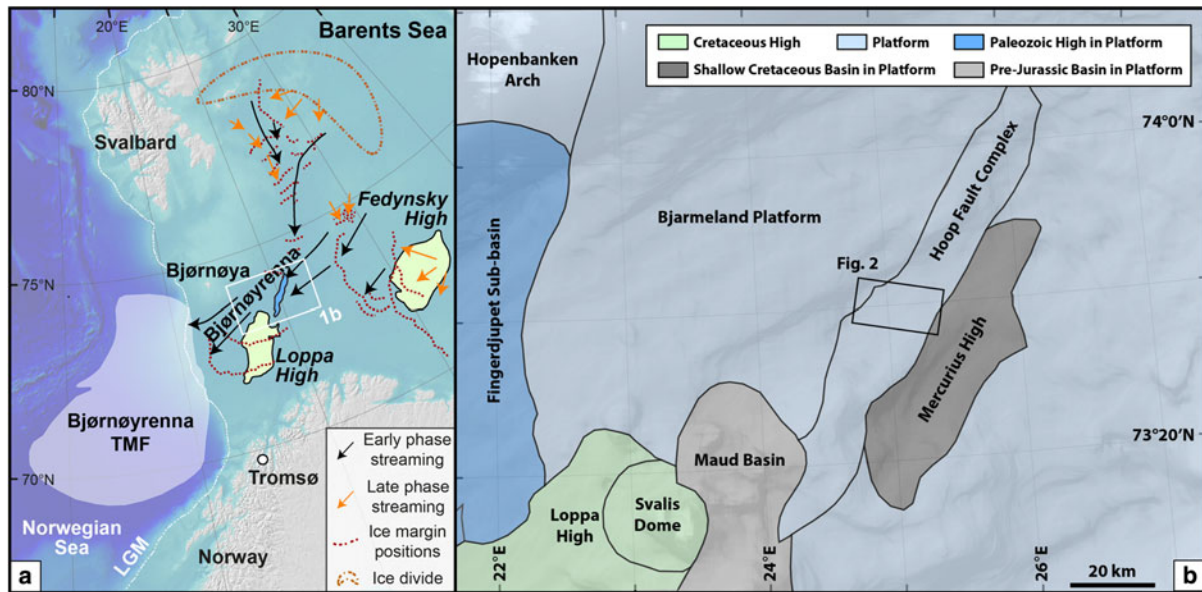 20°E
30°E
Barents Sea
80°N
Svalbard
Fedynsky
High
Bjørnøya
75°N
Bjørnøyrenna
1b
Loppa
High
Bjørnøyrenna
TMF
Tromsø
70°N
Norwegian
Sea
LGM
Norway
Early phase
streaming
Late phase
streaming
Ice margin
positions
Ice divide
a
Cretaceous High
Platform
Paleozoic High in Platform
Shallow Cretaceous Basin in Platform
Pre-Jurassic Basin in Platform
Hopenbanken
Arch
74°0'N
Hoop Fault Complex
Bjarmeland Platform
Fingerdjupet Sub-basin
Fig. 2
Mercurius High
73°20'N
Maud Basin
Loppa
High
Svalis
Dome
22°E
24°E
26°E
20 km
b